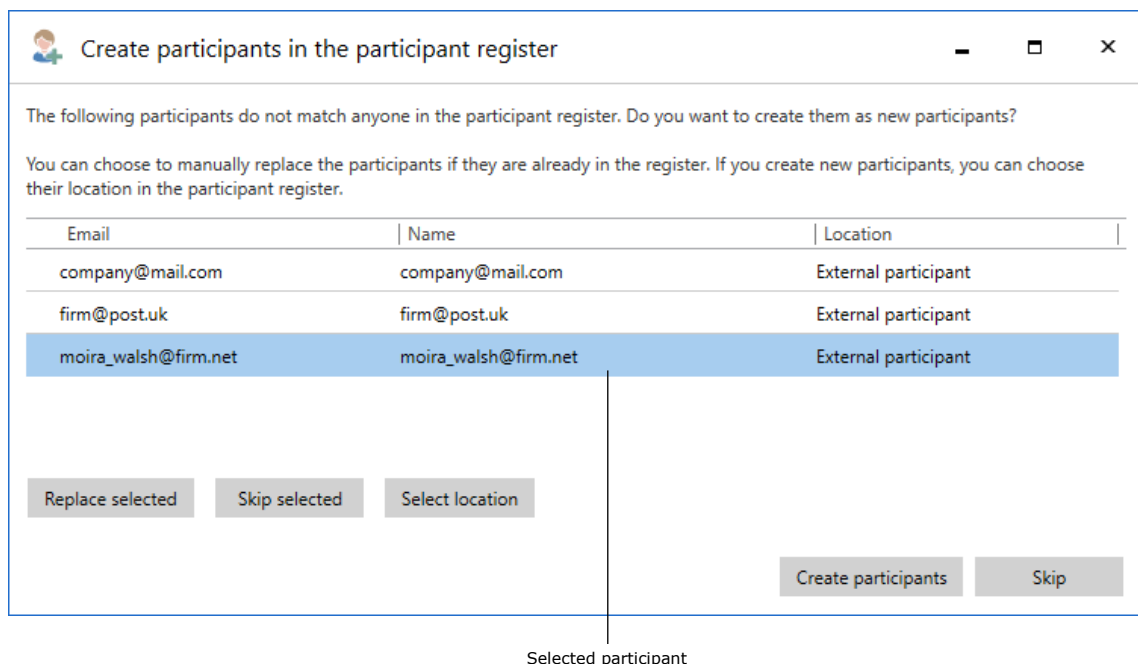 Create participants in the participant register
The following participants do not match anyone in the participant register. Do you want to create them as new participants?
You can choose to manually replace the participants if they are already in the register. If you create new participants, you can choose
their location in the participant register.
Email Name Location
company@mail.com company@mail.com External participant
firm@post.uk firm@post.uk External participant
moira_walsh@firm.net moira_walsh@firm.net External participant
Replace selected Skip selected Select location
Create participants Skip
Selected participant